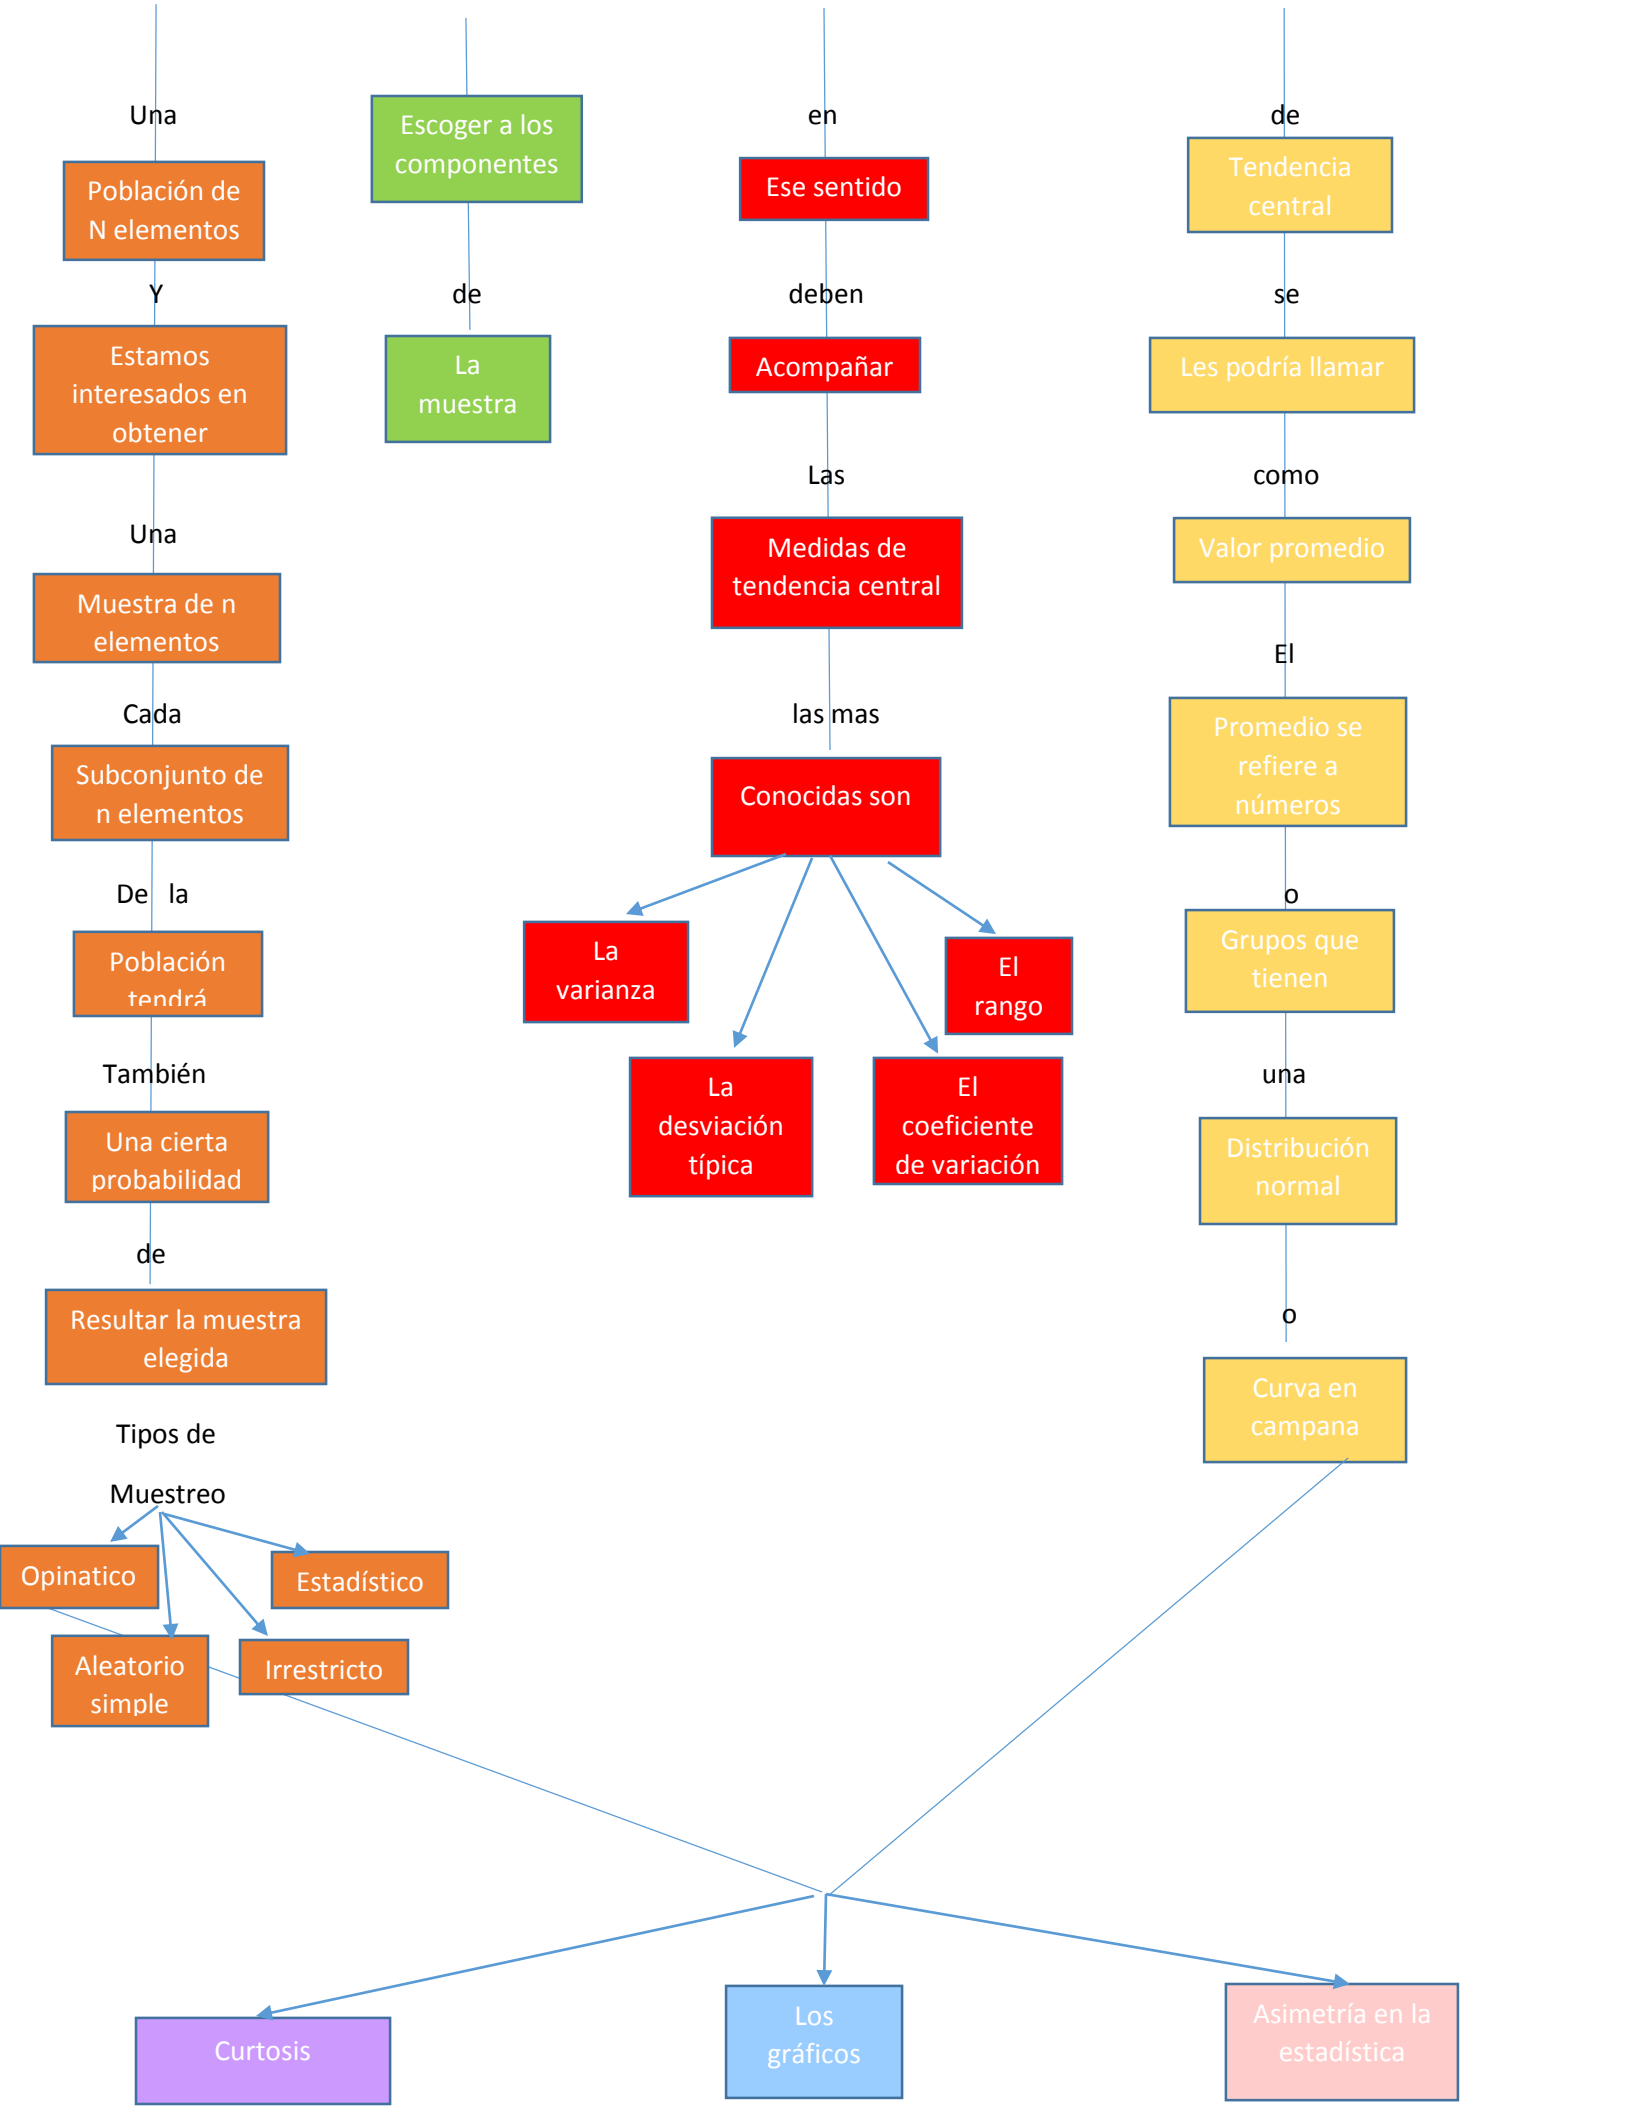 Una
Población de
N elementos
Y
Estamos
interesados en
obtener
Una
Muestra de n
elementos
Cada
Subconjunto de
n elementos
De la
Población
tendrá
También
Una cierta
probabilidad
de
Resultar la muestra
elegida
Tipos de
Muestreo
Opinatico
Estadístico
Aleatorio
simple
Irrestricto
Escoger a los
componentes
de
La
muestra
en
Ese sentido
deben
Acompañar
Las
Medidas de
tendencia central
las mas
Conocidas son
La
varianza
La
desviación
típica
El
coeficiente
de variación
El
rango
de
Tendencia
central
se
Les podría llamar
como
Valor promedio
El
Promedio se
refiere a
números
o
Grupos que
tienen
una
Distribución
normal
o
Curva en
campana
Curtosis
Los
gráficos
Asimetría en la
estadística